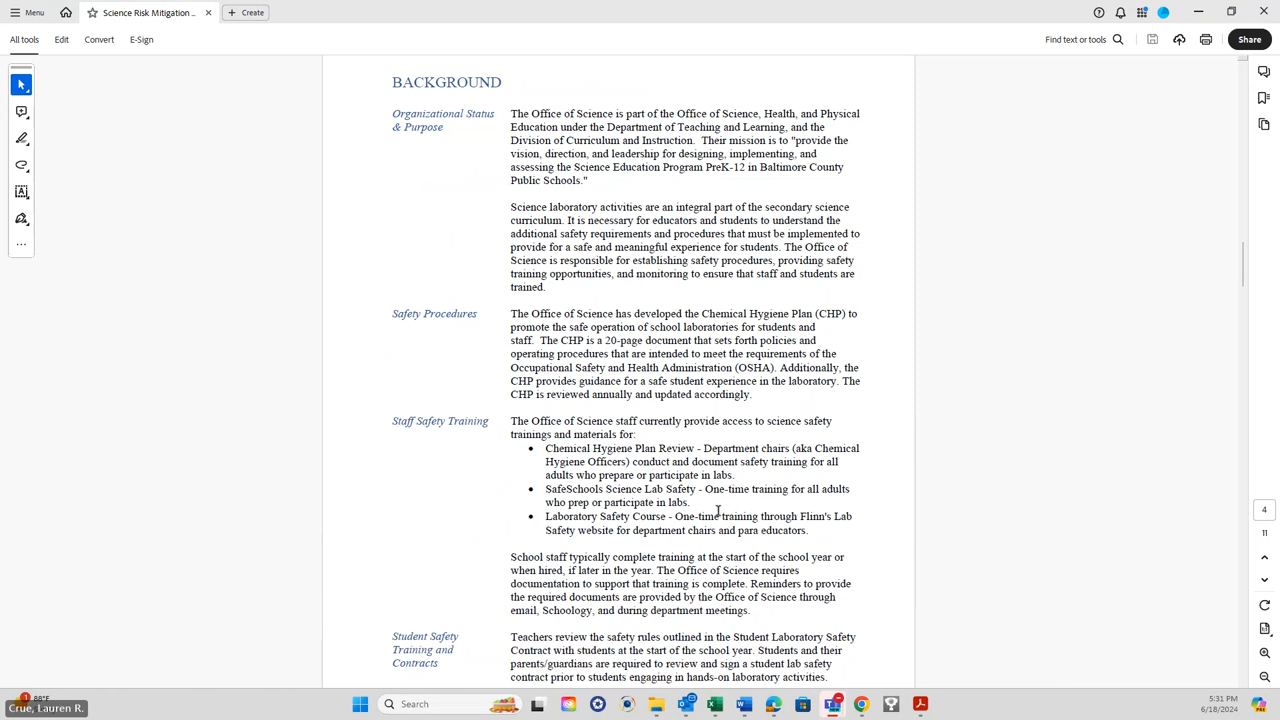 Menu
Science Risk Mitigation ...
Create
All tools
Edit
Convert
E-Sign
Find text or tools
Share
BACKGROUND
Organizational Status
& Purpose
The Office of Science is part of the Office of Science, Health, and Physical
Education under the Department of Teaching and Learning, and the
Division of Curriculum and Instruction.  Their mission is to "provide the
vision, direction, and leadership for designing, implementing, and
assessing the Science Education Program PreK-12 in Baltimore County
Public Schools."
Science laboratory activities are an integral part of the secondary science
curriculum. It is necessary for educators and students to understand the
additional safety requirements and procedures that must be implemented to
provide for a safe and meaningful experience for students. The Office of
Science is responsible for establishing safety procedures, providing safety
training opportunities, and monitoring to ensure that staff and students are
trained.
Safety Procedures
The Office of Science has developed the Chemical Hygiene Plan (CHP) to
promote the safe operation of school laboratories for students and
staff.  The CHP is a 20-page document that sets forth policies and
operating procedures that are intended to meet the requirements of the
Occupational Safety and Health Administration (OSHA). Additionally, the
CHP provides guidance for a safe student experience in the laboratory. The
CHP is reviewed annually and updated accordingly.
Staff Safety Training
The Office of Science staff currently provide access to science safety
trainings and materials for:
• Chemical Hygiene Plan Review - Department chairs (aka Chemical
Hygiene Officers) conduct and document safety training for all
adults who prepare or participate in labs.
• SafeSchools Science Lab Safety - One-time training for all adults
who prep or participate in labs.
• Laboratory Safety Course - One-time training through Flinn's Lab
Safety website for department chairs and para educators.
School staff typically complete training at the start of the school year or
when hired, if later in the year. The Office of Science requires
documentation to support that training is complete. Reminders to provide
the required documents are provided by the Office of Science through
email, Schoology, and during department meetings.
Student Safety
Training and
Contracts
Teachers review the safety rules outlined in the Student Laboratory Safety
Contract with students at the start of the school year. Students and their
parents/guardians are required to review and sign a student lab safety
contract prior to students engaging in hands-on laboratory activities.
4
11
88°F
Crue, Lauren R.
Search
5:31 PM
6/18/2024